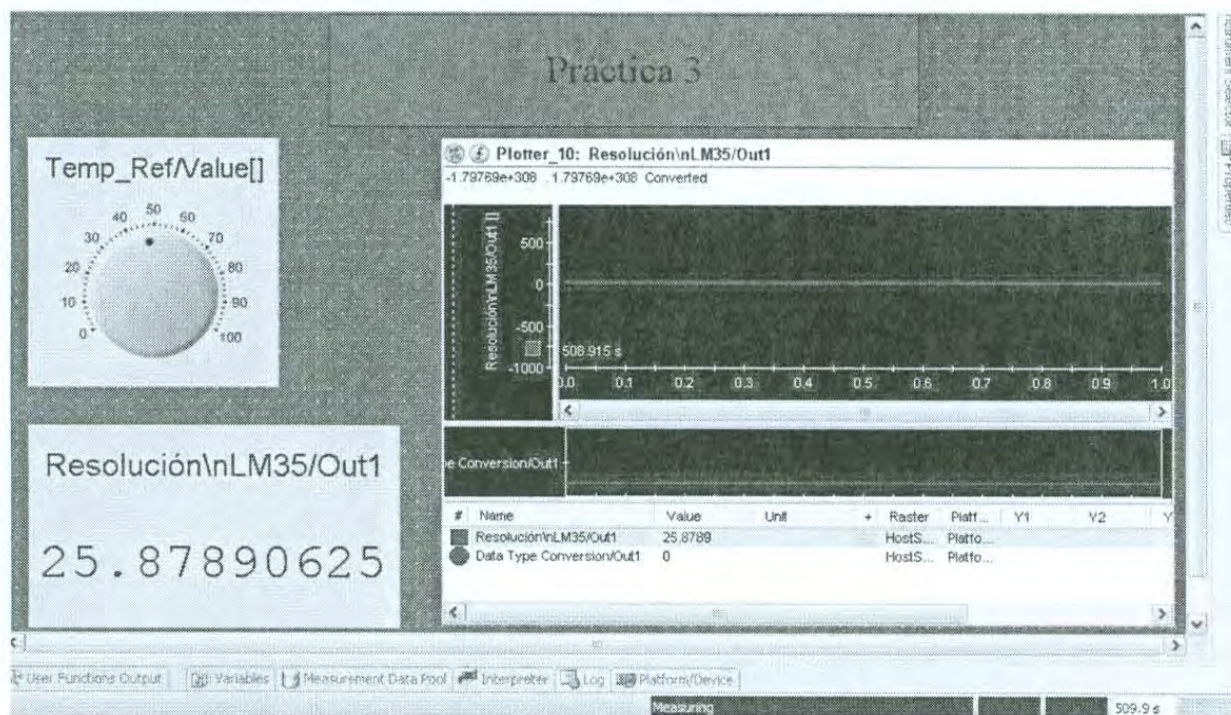 Práctica 3
Temp_Ref/Value[]
0 10 20 30 40 50 60 70 80 90 100
Resolución\nLM35/Out1
25.87890625
Plotter_10: Resolución\nLM35/Out1
-1.79769e+308 . 1.79769e+308 Converted
Resolución\nLM35/Out1 []
500
0
-500
-1000
508.915 s
0.0 0.1 0.2 0.3 0.4 0.5 0.6 0.7 0.8 0.9 1.0
e Conversion/Out1
# Name Value Unit + Raster Platf... Y1 Y2 Y
Resolución\nLM35/Out1 25.8789 HostS... Platfo...
Data Type Conversion/Out1 0 HostS... Platfo...
User Functions Output Variables Measurement Data Pool Interpreter Log Platform/Device
Measuring 509.9 s